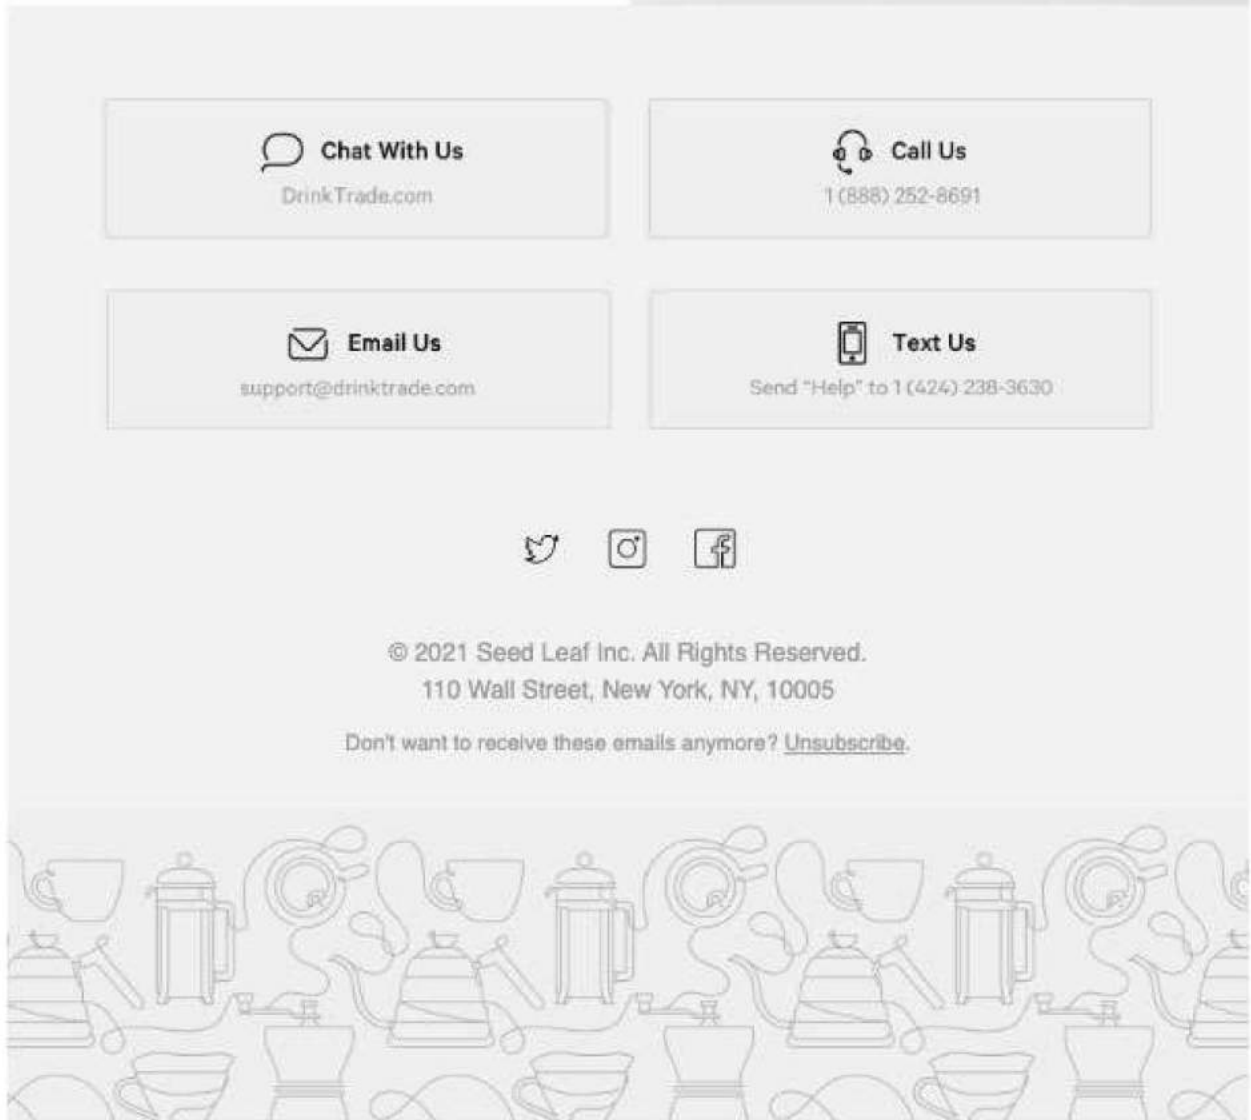 Chat With Us
DrinkTrade.com
Call Us
1 (888) 252-8691
Email Us
support@drinktrade.com
Text Us
Send “Help” to 1 (424) 238-3630
© 2021 Seed Leaf Inc. All Rights Reserved.
110 Wall Street, New York, NY, 10005
Don't want to receive these emails anymore? Unsubscribe.